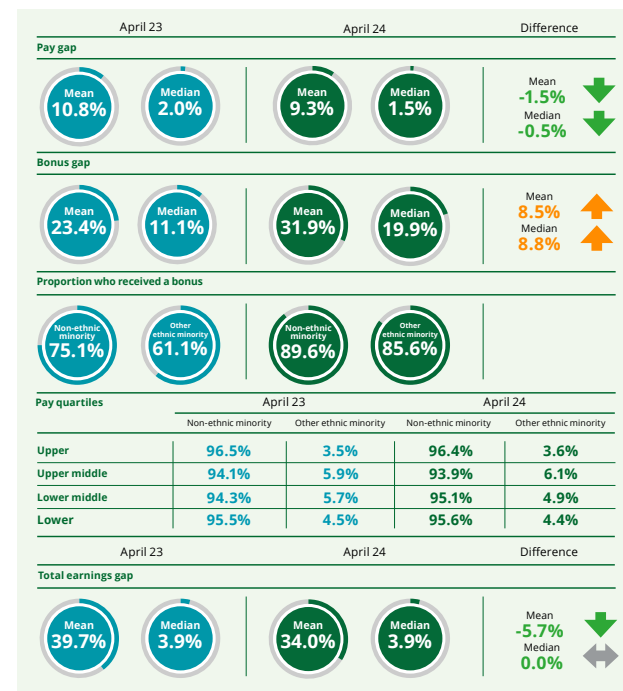 April 23 April 24 Difference
Pay gap
Mean 10.8% Median 2.0% Mean 9.3% Median 1.5% Mean -1.5% Median -0.5%
Bonus gap
Mean 23.4% Median 11.1% Mean 31.9% Median 19.9% Mean 8.5% Median 8.8%
Proportion who received a bonus
Non-ethnic minority 75.1% Other ethnic minority 61.1% Non-ethnic minority 89.6% Other ethnic minority 85.6%
Pay quartiles April 23 April 24
Non-ethnic minority Other ethnic minority Non-ethnic minority Other ethnic minority
Upper 96.5% 3.5% 96.4% 3.6%
Upper middle 94.1% 5.9% 93.9% 6.1%
Lower middle 94.3% 5.7% 95.1% 4.9%
Lower 95.5% 4.5% 95.6% 4.4%
April 23 April 24 Difference
Total earnings gap
Mean 39.7% Median 3.9% Mean 34.0% Median 3.9% Mean -5.7% Median 0.0%